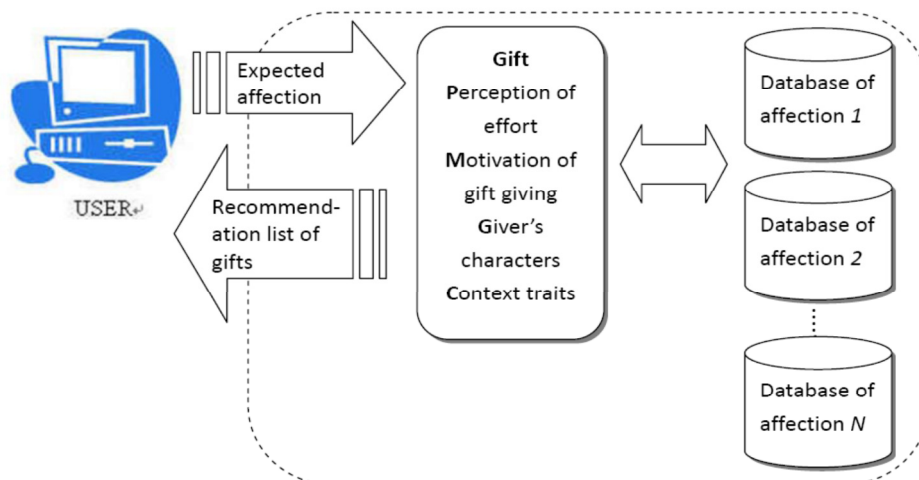 USER↵
Expected
affection
Recommend-
ation list of
gifts
Gift
Perception of
effort
Motivation of
gift giving
Giver's
characters
Context traits
Database of
affection 1
Database of
affection 2
Database of
affection N